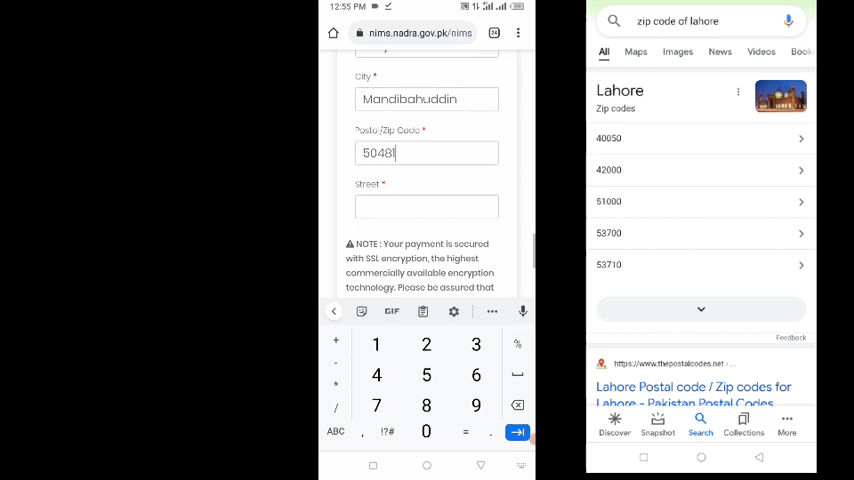 12:55 PM
nims.nadra.gov.pk/nims
City *
Mandibahuddin
Postal/Zip Code *
50481
Street *
NOTE : Your payment is secured
with SSL encryption, the highest
commercially available encryption
technology. Please be assured that
GIF
+ 1 2 3 %
- 4 5 6
* 7 8 9
/
ABC , !?# 0 = .
zip code of lahore
All Maps Images News Videos Book
Lahore
Zip codes
40050
42000
51000
53700
53710
Feedback
https://www.thepostalcodes.net › ...
Lahore Postal code / Zip codes for
Lahore - Pakistan Postal Codes
Discover Snapshot Search Collections More